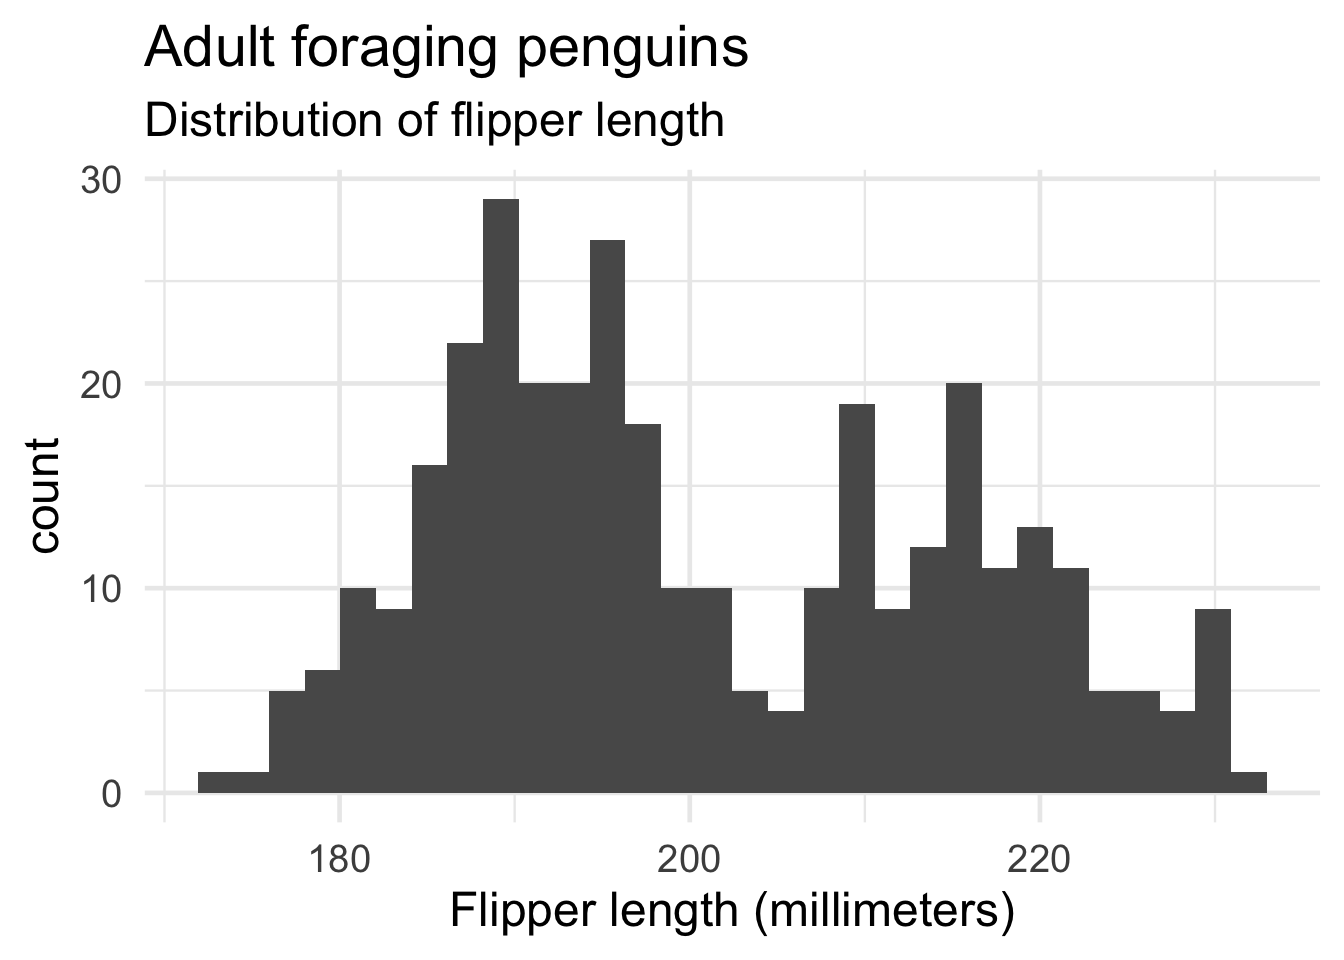 Adult foraging penguins
Distribution of flipper length
30
20
10
0
count
180 200 220
Flipper length (millimeters)